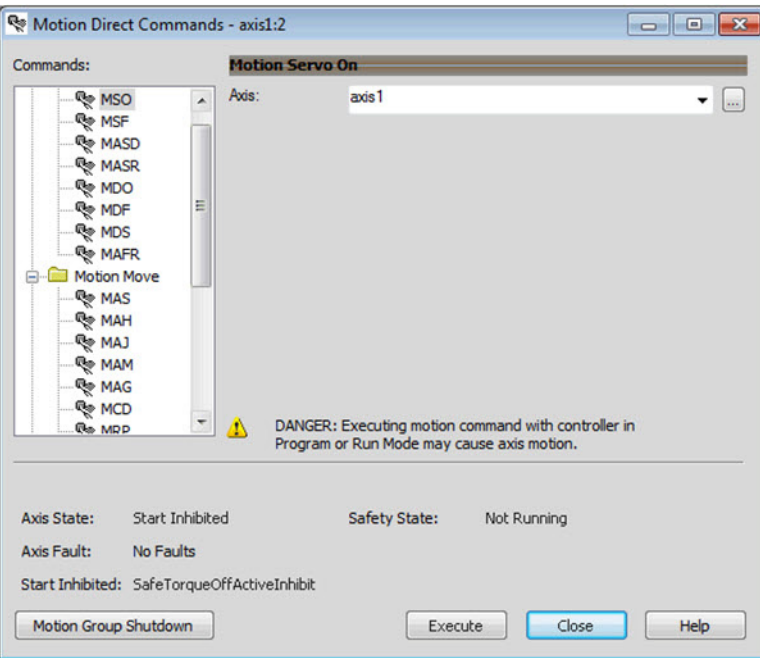 Motion Direct Commands - axis1:2
Commands:
MSO
MSF
MASD
MASR
MDO
MDF
MDS
MAFR
Motion Move
MAS
MAH
MAJ
MAM
MAG
MCD
MRP
Motion Servo On
Axis:
axis1
...
DANGER: Executing motion command with controller in
Program or Run Mode may cause axis motion.
Axis State: Start Inhibited
Safety State: Not Running
Axis Fault: No Faults
Start Inhibited: SafeTorqueOffActiveInhibit
Motion Group Shutdown
Execute
Close
Help